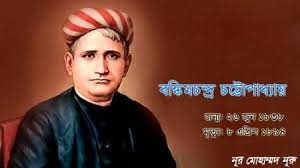 বঙ্কিমচন্দ্র চট্টোপাধ্যায়
জন্মঃ ২৬ জুন ১৮৩৮
মৃত্যুঃ ৮ এপ্রিল ১৮৯৪
নূর মোহাম্মদ নূরু